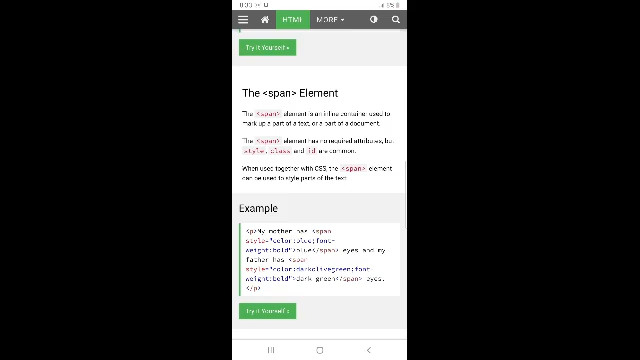 8:03
HTML MORE
Try it Yourself »
The <span> Element
The <span> element is an inline container used to
mark up a part of a text, or a part of a document.
The <span> element has no required attributes, but
style, class and id are common.
When used together with CSS, the <span> element
can be used to style parts of the text.
Example
<p>My mother has <span
style="color:blue;font-
weight:bold">blue</span> eyes and my
father has <span
style="color:darkolivegreen;font-
weight:bold">dark green</span> eyes.
</p>
Try it Yourself »